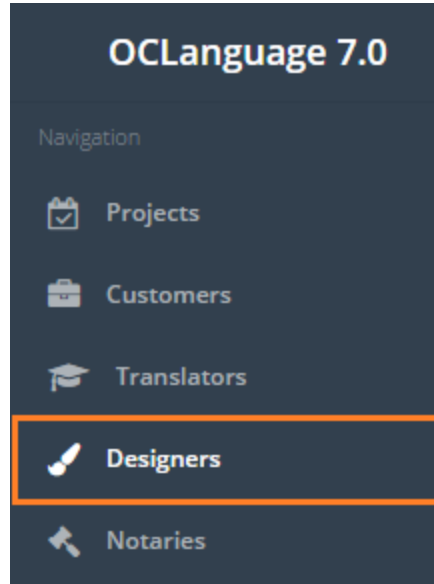 OCLanguage 7.0
Navigation
Projects
Customers
Translators
Designers
Notaries